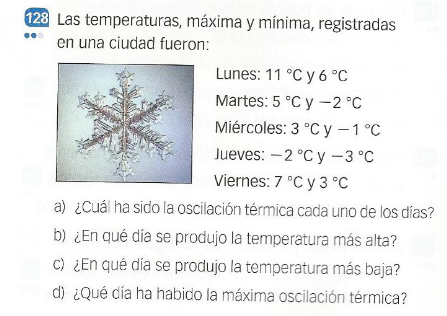 128 Las temperaturas, máxima y mínima, registradas
en una ciudad fueron:
Lunes: 11 °C y 6 °C
Martes: 5 °C y −2 °C
Miércoles: 3 °C y −1 °C
Jueves: −2 °C y −3 °C
Viernes: 7 °C y 3 °C
a) ¿Cuál ha sido la oscilación térmica cada uno de los días?
b) ¿En qué día se produjo la temperatura más alta?
c) ¿En qué día se produjo la temperatura más baja?
d) ¿Qué día ha habido la máxima oscilación térmica?